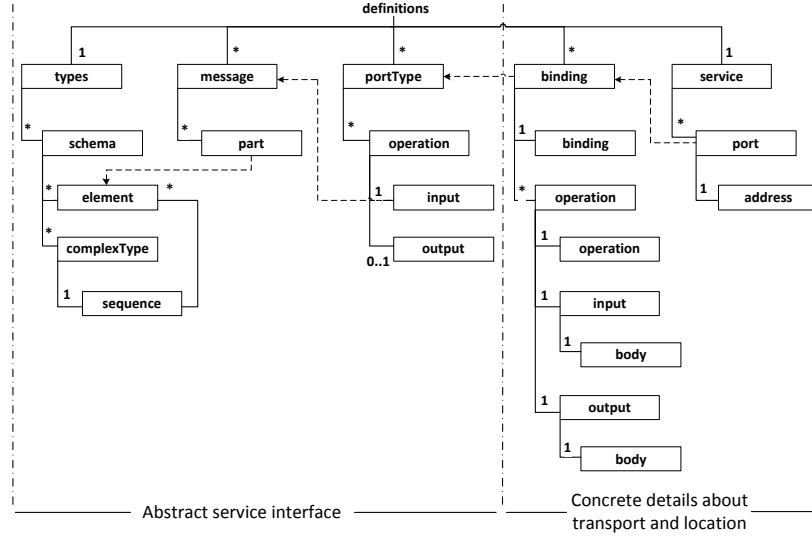 definitions
1
*
*
*
1
types
message
portType
binding
service
*
*
*
1
*
schema
part
operation
binding
port
*
*
1
*
1
element
input
operation
address
*
complexType
0..1
output
1
operation
1
sequence
1
input
1
body
1
output
1
body
Abstract service interface
Concrete details about
transport and location